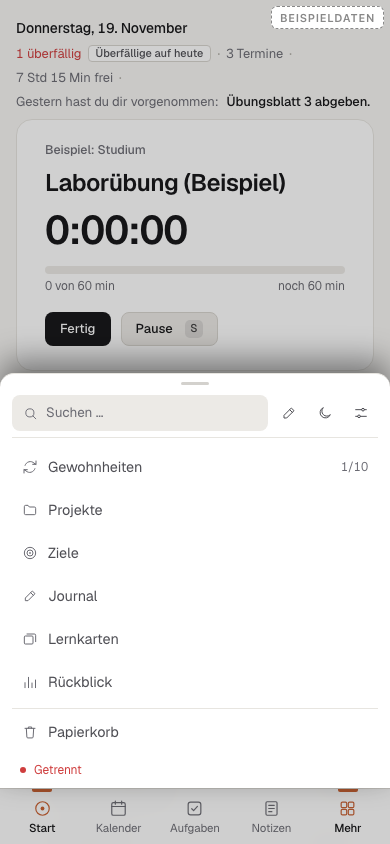 BEISPIELDATEN
Donnerstag, 19. November
1 überfällig Überfällige auf heute · 3 Termine ·
7 Std 15 Min frei ·
Gestern hast du dir vorgenommen: Übungsblatt 3 abgeben.
Beispiel: Studium
Laborübung (Beispiel)
0:00:00
0 von 60 min noch 60 min
Fertig Pause S
Suchen …
Gewohnheiten 1/10
Projekte
Ziele
Journal
Lernkarten
Rückblick
Papierkorb
Getrennt
Start Kalender Aufgaben Notizen Mehr